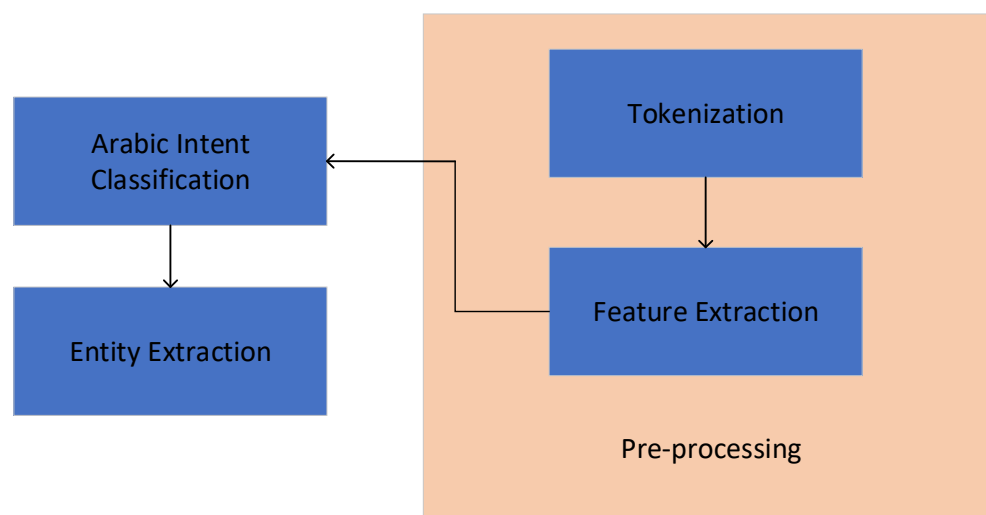 Tokenization
Arabic Intent
Classification
Feature Extraction
Entity Extraction
Pre-processing